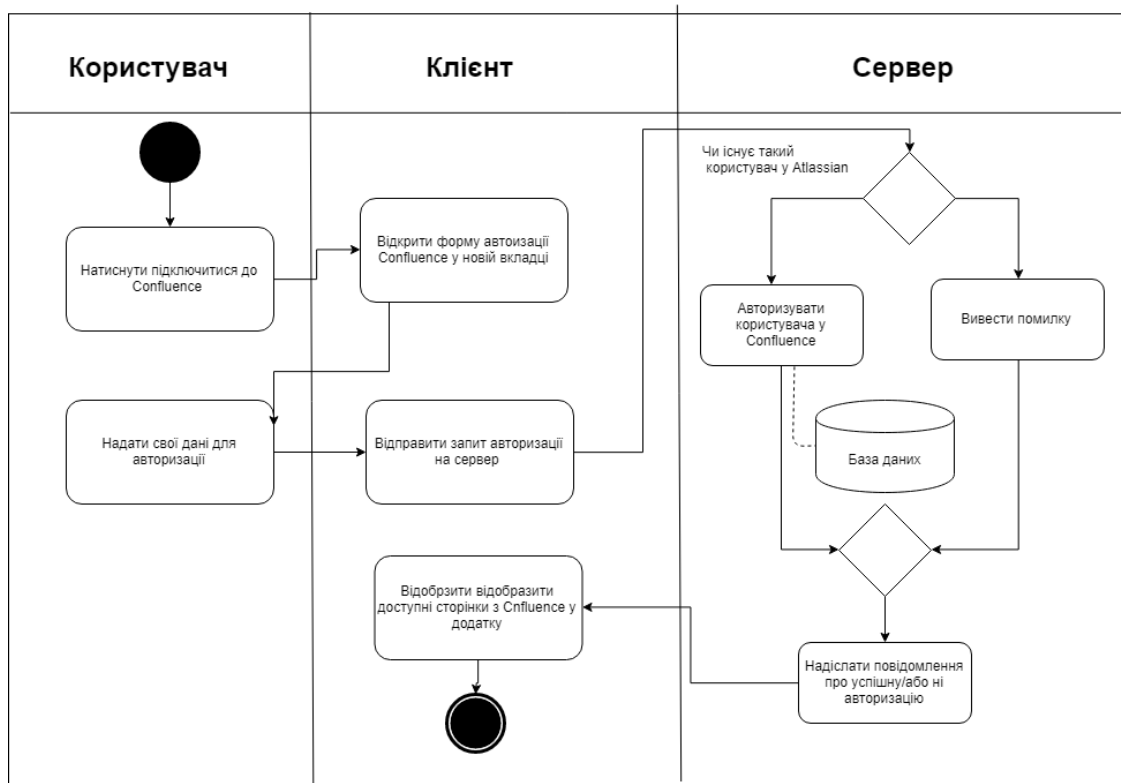 Користувач
Клієнт
Сервер
Чи існує такий
користувач у Atlassian
Натиснути підключитися до
Confluence
Відкрити форму автоизації
Confluence у новій вкладці
Авторизувати
користувача у
Confluence
Вивести помилку
Надати свої дані для
авторизації
Відправити запит авторизації
на сервер
База даних
Відобрзити відобразити
доступні сторінки з Cnfluence у
додатку
Надіслати повідомлення
про успішну/або ні
авторизацію